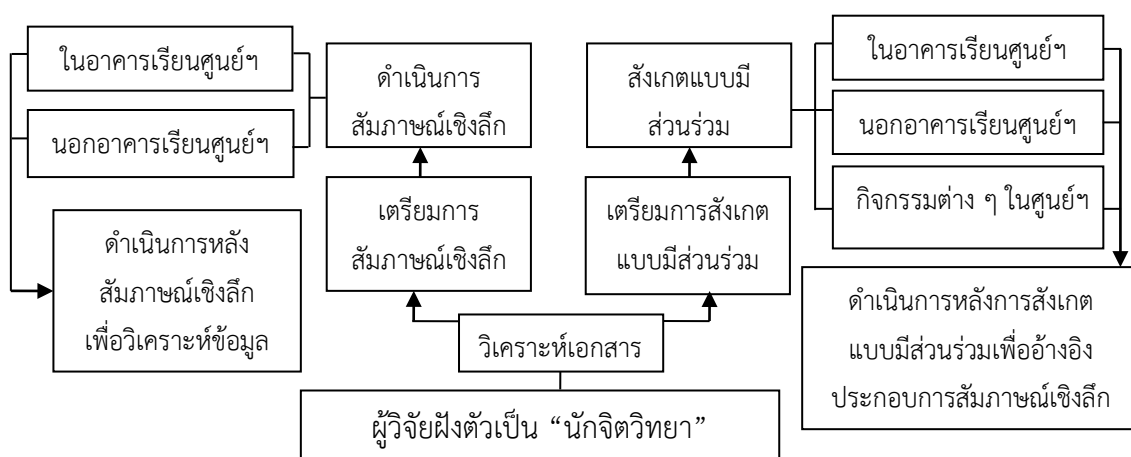 ในอาคารเรียนศูนย์ฯ
นอกอาคารเรียนศูนย์ฯ
ดำเนินการ
สัมภาษณ์เชิงลึก
สังเกตแบบมี
ส่วนร่วม
ในอาคารเรียนศูนย์ฯ
นอกอาคารเรียนศูนย์ฯ
กิจกรรมต่าง ๆ ในศูนย์ฯ
เตรียมการ
สัมภาษณ์เชิงลึก
เตรียมการสังเกต
แบบมีส่วนร่วม
ดำเนินการหลัง
สัมภาษณ์เชิงลึก
เพื่อวิเคราะห์ข้อมูล
ดำเนินการหลังการสังเกต
แบบมีส่วนร่วมเพื่ออ้างอิง
ประกอบการสัมภาษณ์เชิงลึก
วิเคราะห์เอกสาร
ผู้วิจัยฝังตัวเป็น “นักจิตวิทยา”